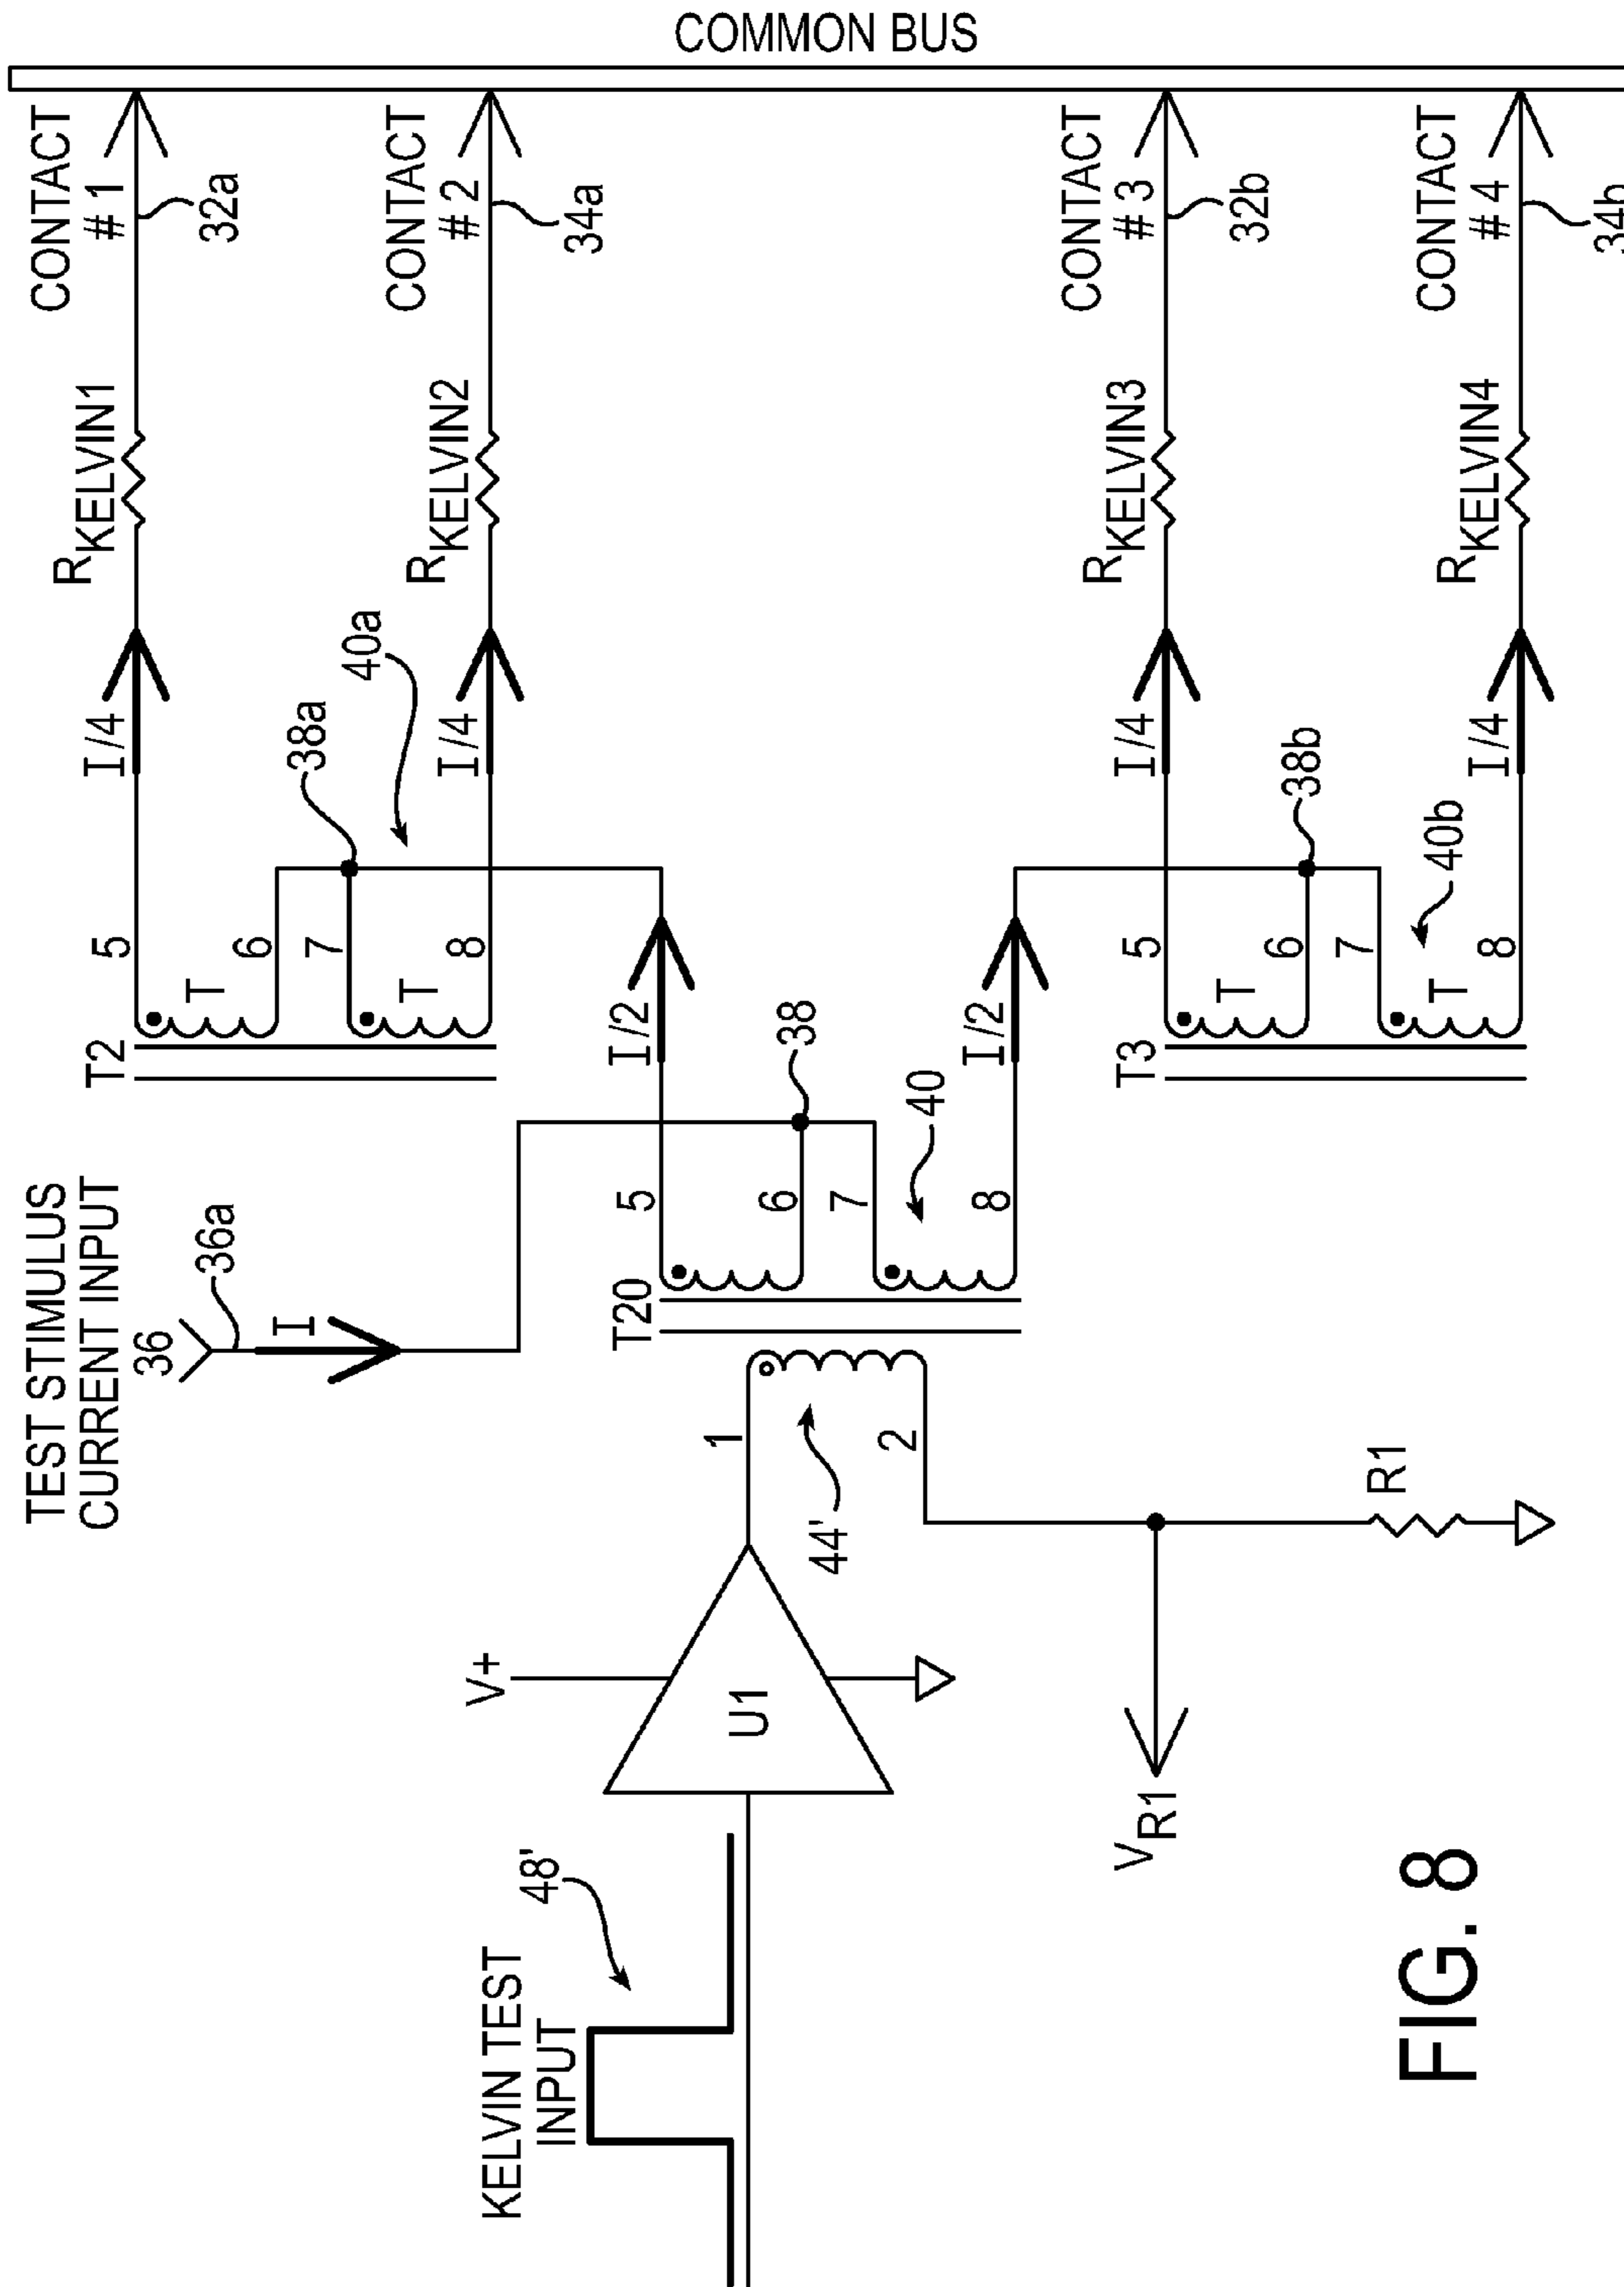 COMMON BUS
CONTACT
# 1
32a
CONTACT
# 2
34a
CONTACT
# 3
32b
CONTACT
# 4
34b
RKELVIN1
RKELVIN2
RKELVIN3
RKELVIN4
I/4
I/4
I/4
I/4
40a
38a
38b
40b
5
6
7
8
T
T
T2
5
6
7
8
T
T
T3
I/2
I/2
38
40
5
6
7
8
T20
TEST STIMULUS
CURRENT INPUT
36
36a
I
1
2
44'
R1
V+
U1
VR1
48'
KELVIN TEST
INPUT
FIG. 8